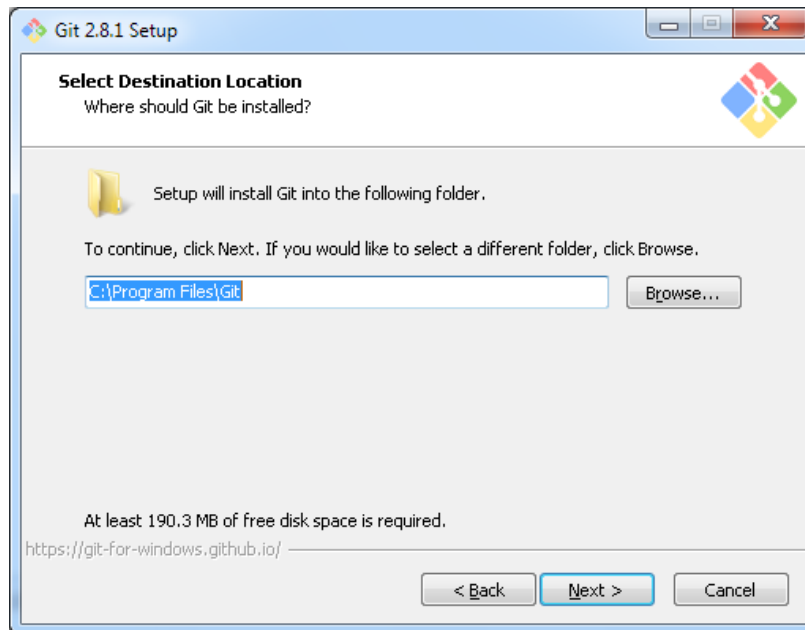 Git 2.8.1 Setup
Select Destination Location
Where should Git be installed?
Setup will install Git into the following folder.
To continue, click Next. If you would like to select a different folder, click Browse.
C:\Program Files\Git
Browse...
At least 190.3 MB of free disk space is required.
https://git-for-windows.github.io/
< Back
Next >
Cancel